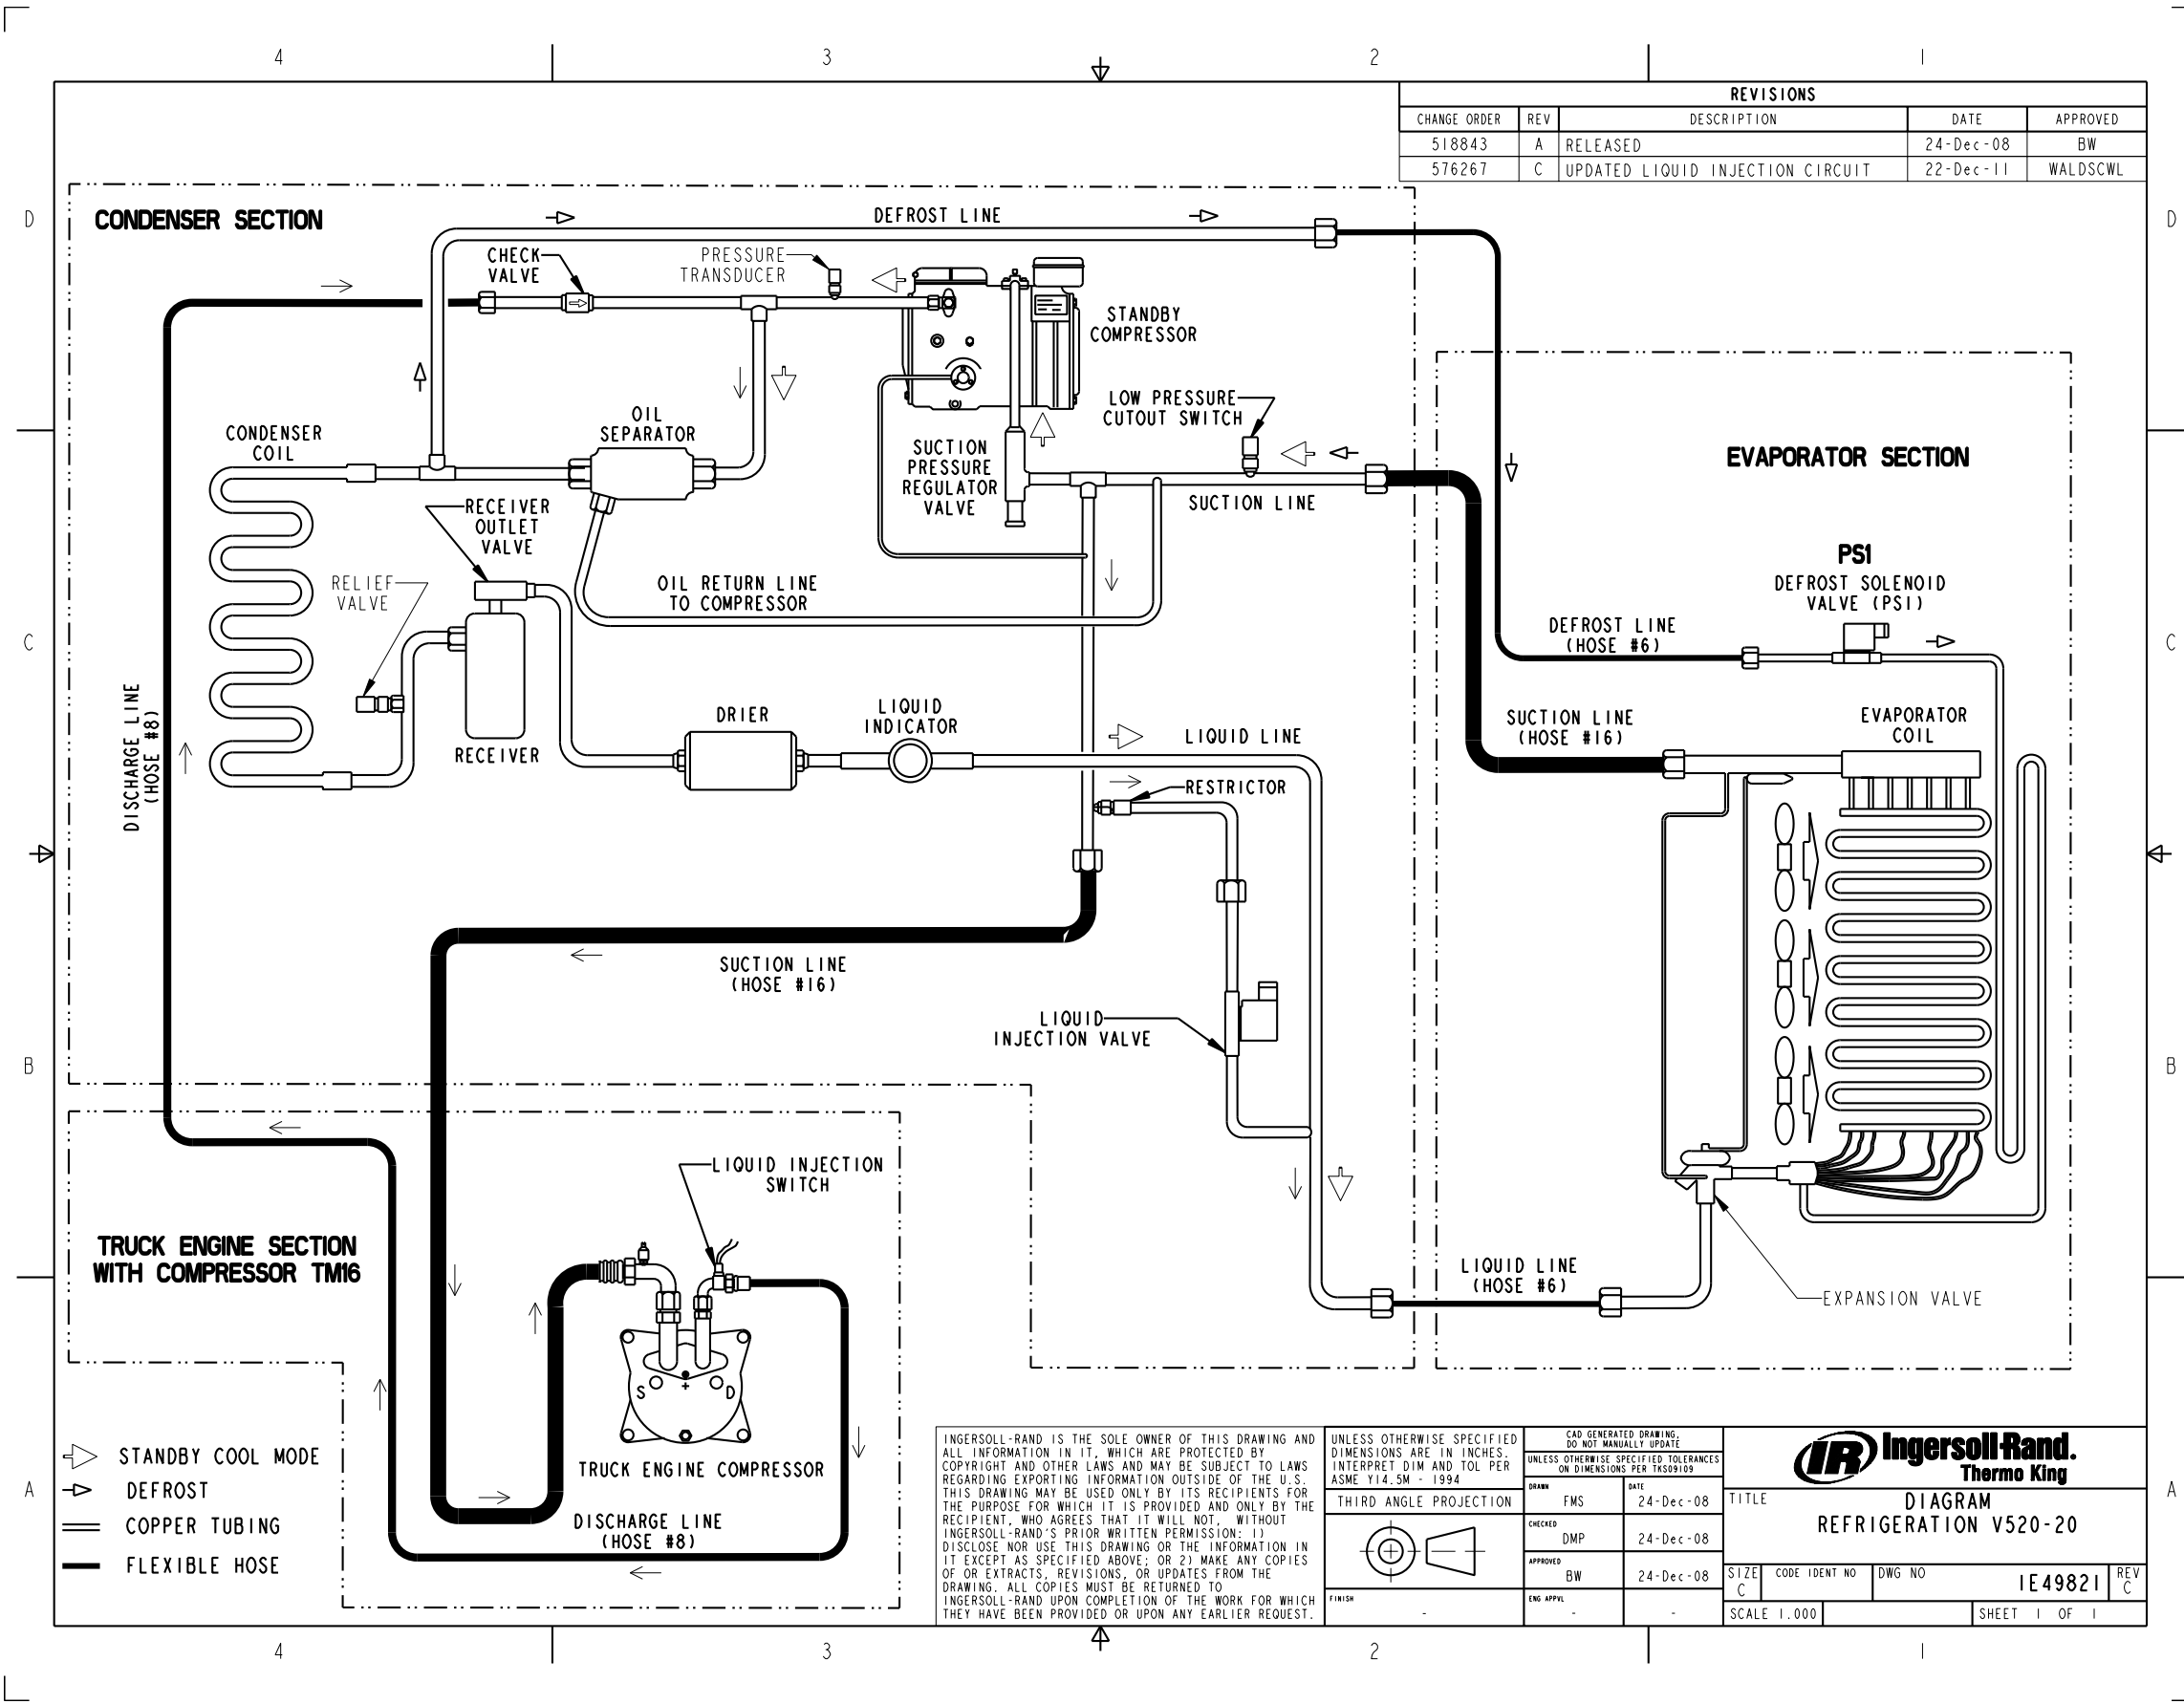 4
3
2
1
REVISIONS
CHANGE ORDER REV DESCRIPTION DATE APPROVED
518843 A RELEASED 24-Dec-08 BW
576267 C UPDATED LIQUID INJECTION CIRCUIT 22-Dec-11 WALDSCWL
D
D
CONDENSER SECTION
DEFROST LINE
CHECK
VALVE
PRESSURE
TRANSDUCER
STANDBY
COMPRESSOR
LOW PRESSURE
CUTOUT SWITCH
OIL
SEPARATOR
CONDENSER
COIL
SUCTION
PRESSURE
REGULATOR
VALVE
SUCTION LINE
EVAPORATOR SECTION
RECEIVER
OUTLET
VALVE
RELIEF
VALVE
OIL RETURN LINE
TO COMPRESSOR
PS1
DEFROST SOLENOID
VALVE (PS1)
DEFROST LINE
(HOSE #6)
C
C
DISCHARGE LINE
(HOSE #8)
RECEIVER
DRIER
LIQUID
INDICATOR
LIQUID LINE
RESTRICTOR
SUCTION LINE
(HOSE #16)
EVAPORATOR
COIL
SUCTION LINE
(HOSE #16)
LIQUID
INJECTION VALVE
B
B
LIQUID INJECTION
SWITCH
TRUCK ENGINE SECTION
WITH COMPRESSOR TM16
LIQUID LINE
(HOSE #6)
EXPANSION VALVE
S
D
TRUCK ENGINE COMPRESSOR
DISCHARGE LINE
(HOSE #8)
STANDBY COOL MODE
DEFROST
COPPER TUBING
FLEXIBLE HOSE
A
A
INGERSOLL-RAND IS THE SOLE OWNER OF THIS DRAWING AND
ALL INFORMATION IN IT, WHICH ARE PROTECTED BY
COPYRIGHT AND OTHER LAWS AND MAY BE SUBJECT TO LAWS
REGARDING EXPORTING INFORMATION OUTSIDE OF THE U.S.
THIS DRAWING MAY BE USED ONLY BY ITS RECIPIENTS FOR
THE PURPOSE FOR WHICH IT IS PROVIDED AND ONLY BY THE
RECIPIENT, WHO AGREES THAT IT WILL NOT, WITHOUT
INGERSOLL-RAND'S PRIOR WRITTEN PERMISSION: 1)
DISCLOSE NOR USE THIS DRAWING OR THE INFORMATION IN
IT EXCEPT AS SPECIFIED ABOVE; OR 2) MAKE ANY COPIES
OF OR EXTRACTS, REVISIONS, OR UPDATES FROM THE
DRAWING. ALL COPIES MUST BE RETURNED TO
INGERSOLL-RAND UPON COMPLETION OF THE WORK FOR WHICH
THEY HAVE BEEN PROVIDED OR UPON ANY EARLIER REQUEST.
UNLESS OTHERWISE SPECIFIED
DIMENSIONS ARE IN INCHES.
INTERPRET DIM AND TOL PER
ASME Y14.5M - 1994
THIRD ANGLE PROJECTION
FINISH
-
CAD GENERATED DRAWING,
DO NOT MANUALLY UPDATE
UNLESS OTHERWISE SPECIFIED TOLERANCES
ON DIMENSIONS PER TKS09109
DRAWN FMS DATE 24-Dec-08
CHECKED DMP 24-Dec-08
APPROVED BW 24-Dec-08
ENG APPVL - -
IR Ingersoll-Rand.
Thermo King
TITLE
DIAGRAM
REFRIGERATION V520-20
SIZE C CODE IDENT NO DWG NO 1E49821 REV C
SCALE 1.000 SHEET 1 OF 1
4
3
2
1